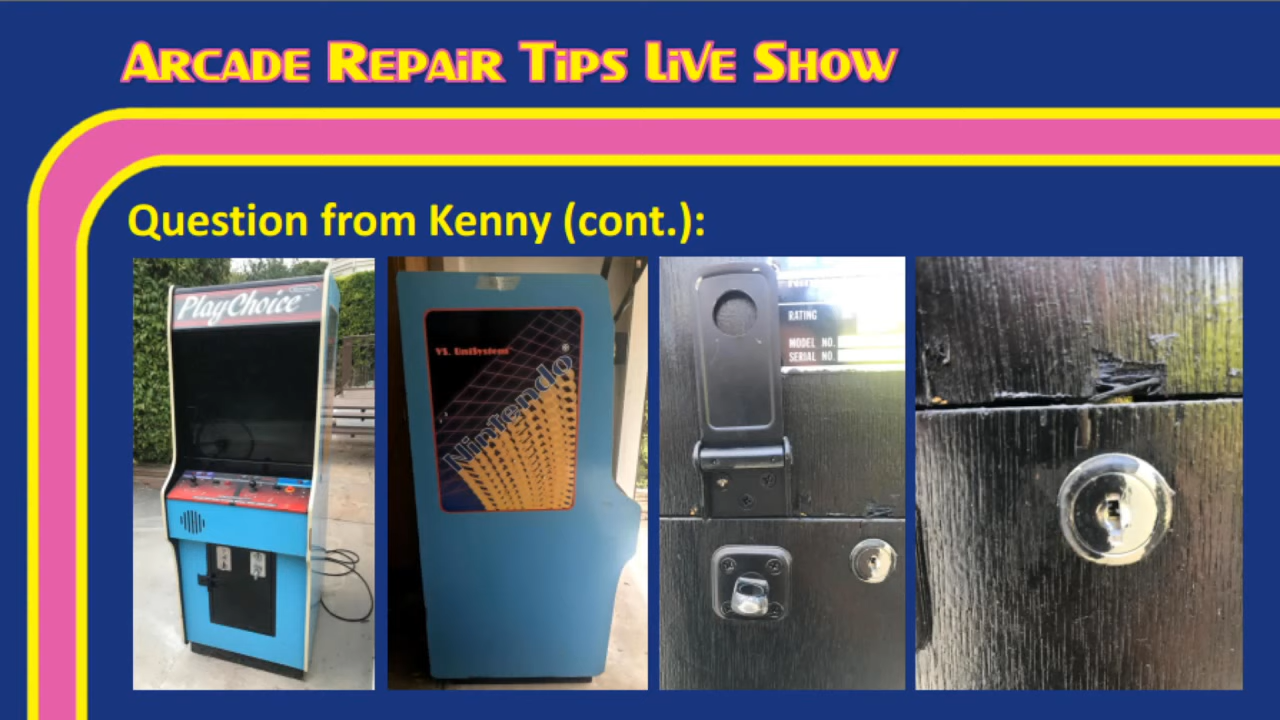 Arcade Repair Tips Live Show
Question from Kenny (cont.):
PlayChoice
VS. UniSystem
Nintendo
RATING
MODEL NO.
SERIAL NO.